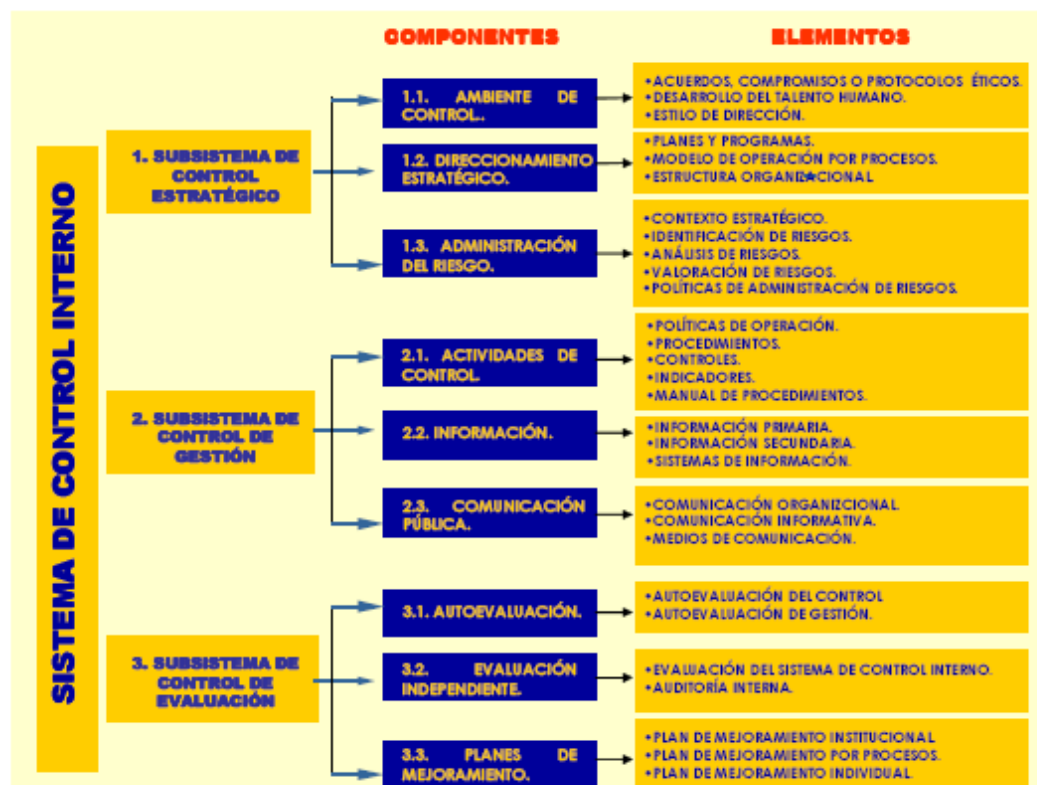 COMPONENTES
ELEMENTOS
SISTEMA DE CONTROL INTERNO
1. SUBSISTEMA DE
CONTROL
ESTRATÉGICO
1.1. AMBIENTE DE
CONTROL..
•ACUERDOS, COMPROMISOS O PROTOCOLOS ÉTICOS.
•DESARROLLO DEL TALENTO HUMANO.
•ESTILO DE DIRECCIÓN.
1.2. DIRECCIONAMIENTO
ESTRATÉGICO.
•PLANES Y PROGRAMAS.
•MODELO DE OPERACIÓN POR PROCESOS.
•ESTRUCTURA ORGANIZACIONAL
1.3. ADMINISTRACIÓN
DEL RIESGO.
•CONTEXTO ESTRATÉGICO.
•IDENTIFICACIÓN DE RIESGOS.
•ANÁLISIS DE RIESGOS.
•VALORACIÓN DE RIESGOS.
•POLÍTICAS DE ADMINISTRACIÓN DE RIESGOS.
2. SUBSISTEMA DE
CONTROL DE
GESTIÓN
2.1. ACTIVIDADES DE
CONTROL.
•POLÍTICAS DE OPERACIÓN.
•PROCEDIMIENTOS.
•CONTROLES.
•INDICADORES.
•MANUAL DE PROCEDIMIENTOS.
2.2. INFORMACIÓN.
•INFORMACIÓN PRIMARIA.
•INFORMACIÓN SECUNDARIA.
•SISTEMAS DE INFORMACIÓN.
2.3. COMUNICACIÓN
PÚBLICA.
•COMUNICACIÓN ORGANIZCIONAL.
•COMUNICACIÓN INFORMATIVA.
•MEDIOS DE COMUNICACIÓN.
3. SUBSISTEMA DE
CONTROL DE
EVALUACIÓN
3.1. AUTOEVALUACIÓN.
•AUTOEVALUACIÓN DEL CONTROL
•AUTOEVALUACIÓN DE GESTIÓN.
3.2. EVALUACIÓN
INDEPENDIENTE.
•EVALUACIÓN DEL SISTEMA DE CONTROL INTERNO.
•AUDITORÍA INTERNA.
3.3. PLANES DE
MEJORAMIENTO.
•PLAN DE MEJORAMIENTO INSTITUCIONAL
•PLAN DE MEJORAMIENTO POR PROCESOS.
•PLAN DE MEJORAMIENTO INDIVIDUAL.